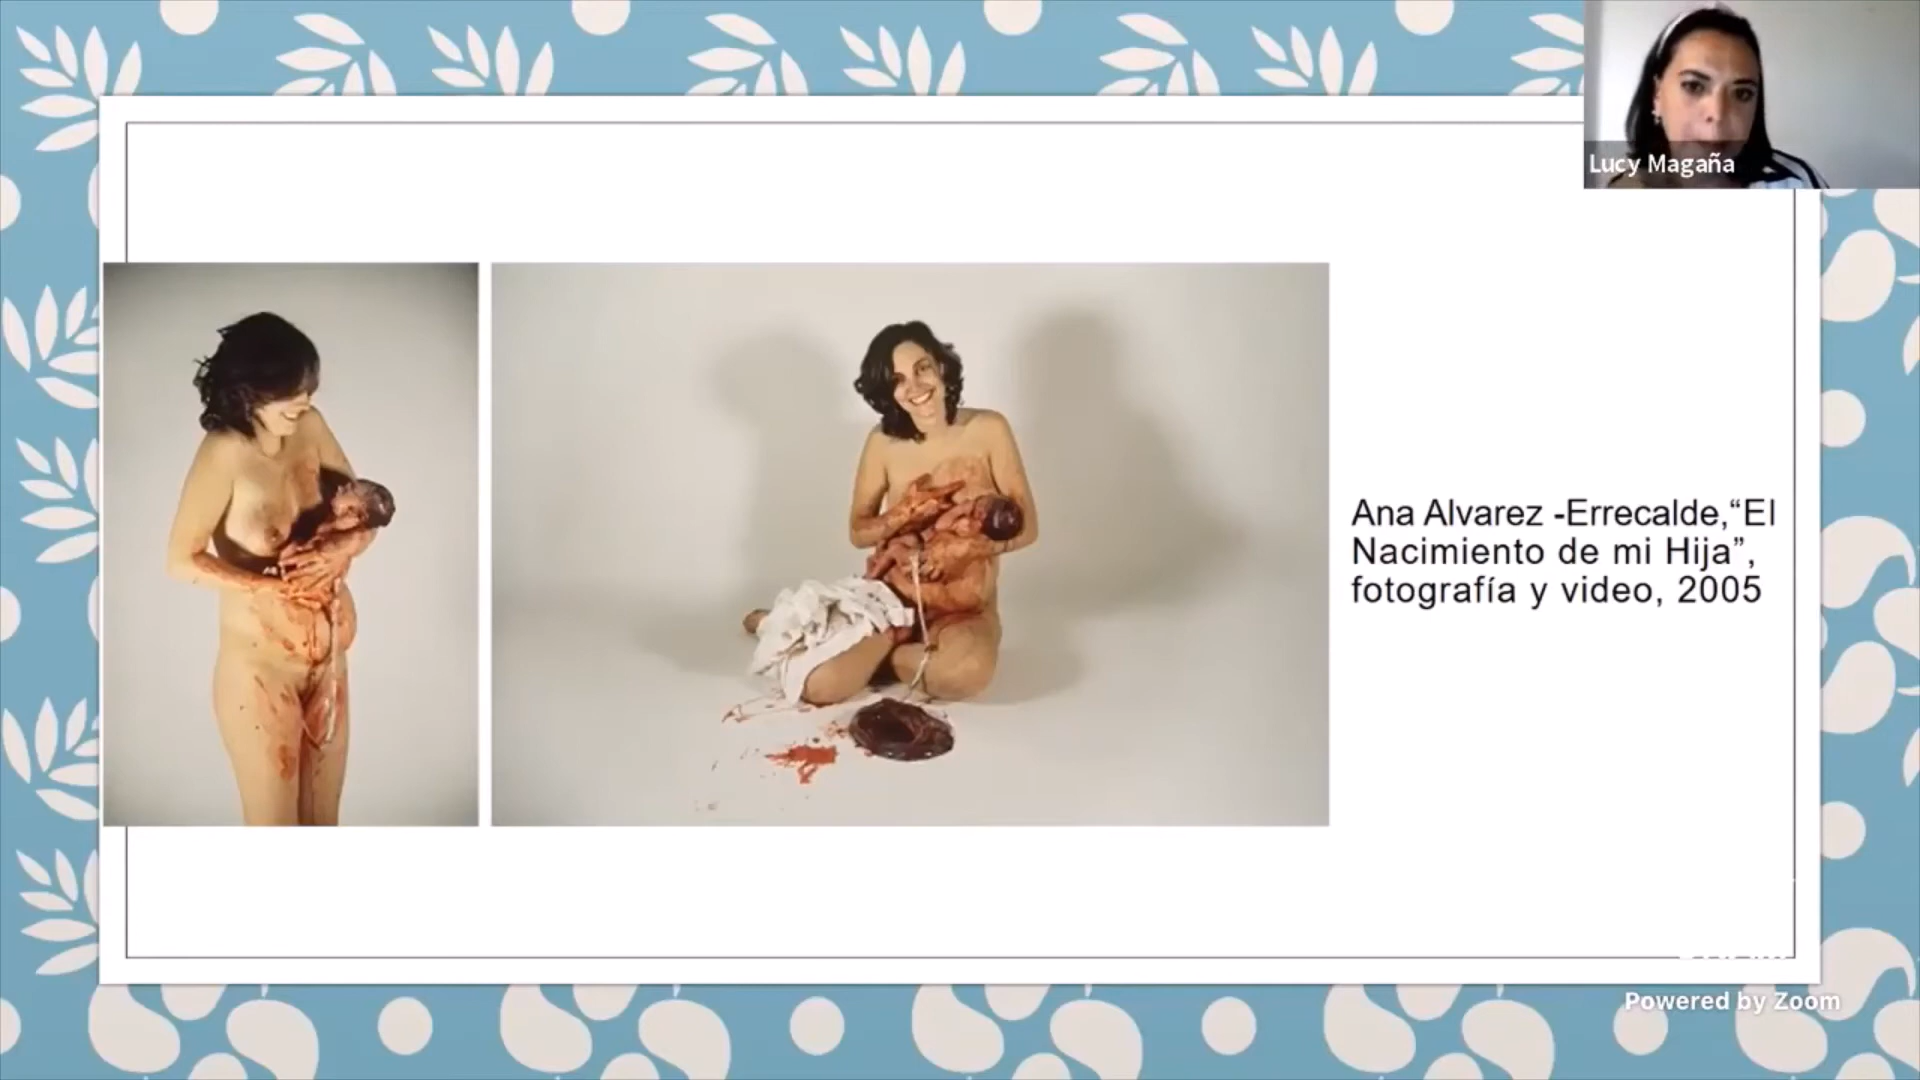 Lucy Magaña
Ana Alvarez -Errecalde,“El
Nacimiento de mi Hija”,
fotografía y video, 2005
Powered by Zoom